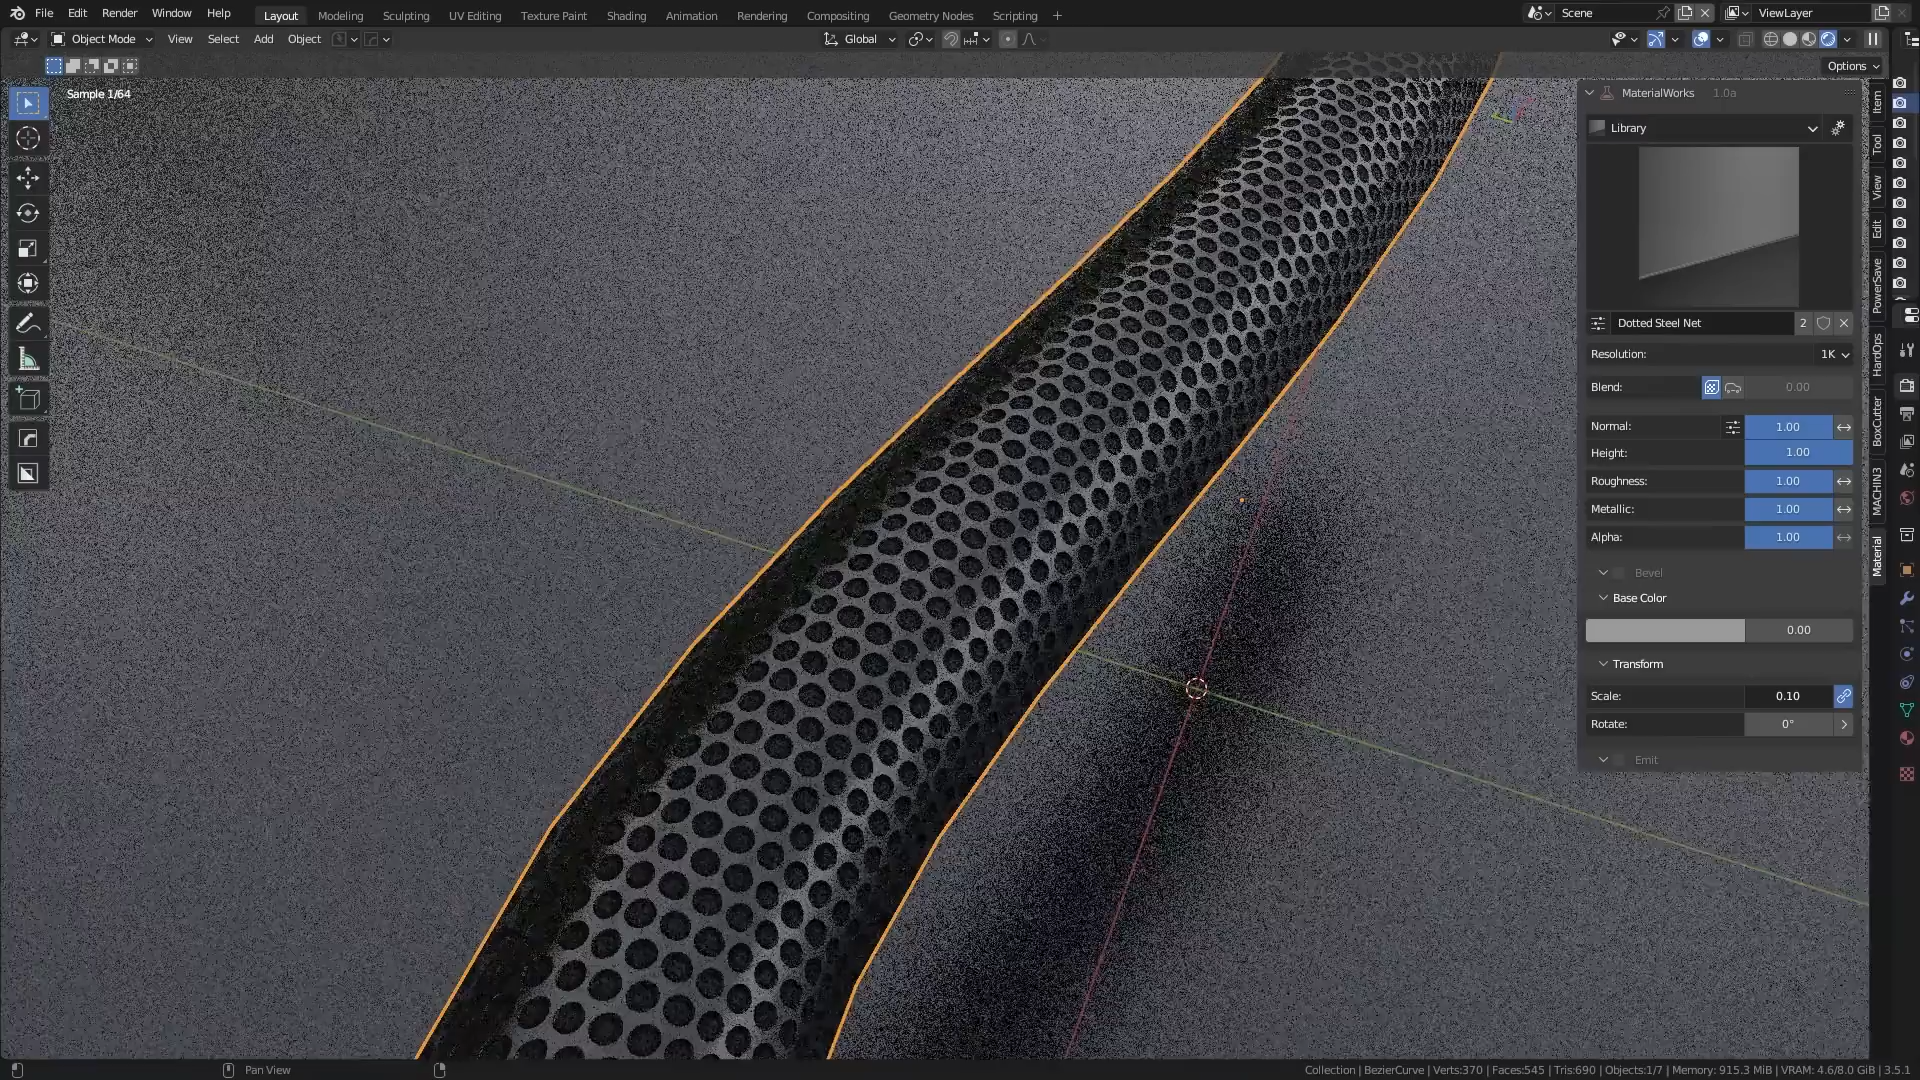 File Edit Render Window Help Layout Modeling Sculpting UV Editing Texture Paint Shading Animation Rendering Compositing Geometry Nodes Scripting + Scene ViewLayer
Object Mode View Select Add Object Global
Options
Sample 1/64
MaterialWorks 1.0a
Library
Dotted Steel Net 2
Resolution: 1K
Blend: 0.00
Normal: 1.00
Height: 1.00
Roughness: 1.00
Metallic: 1.00
Alpha: 1.00
Bevel
Base Color
0.00
Transform
Scale: 0.10
Rotate: 0°
Emit
Item
Tool
View
Edit
PowerSave
HardOps
BoxCutter
MACHIN3
Material
Pan View
Collection | BezierCurve | Verts:370 | Faces:545 | Tris:690 | Objects:1/7 | Memory: 915.3 MiB | VRAM: 4.6/8.0 GiB | 3.5.1